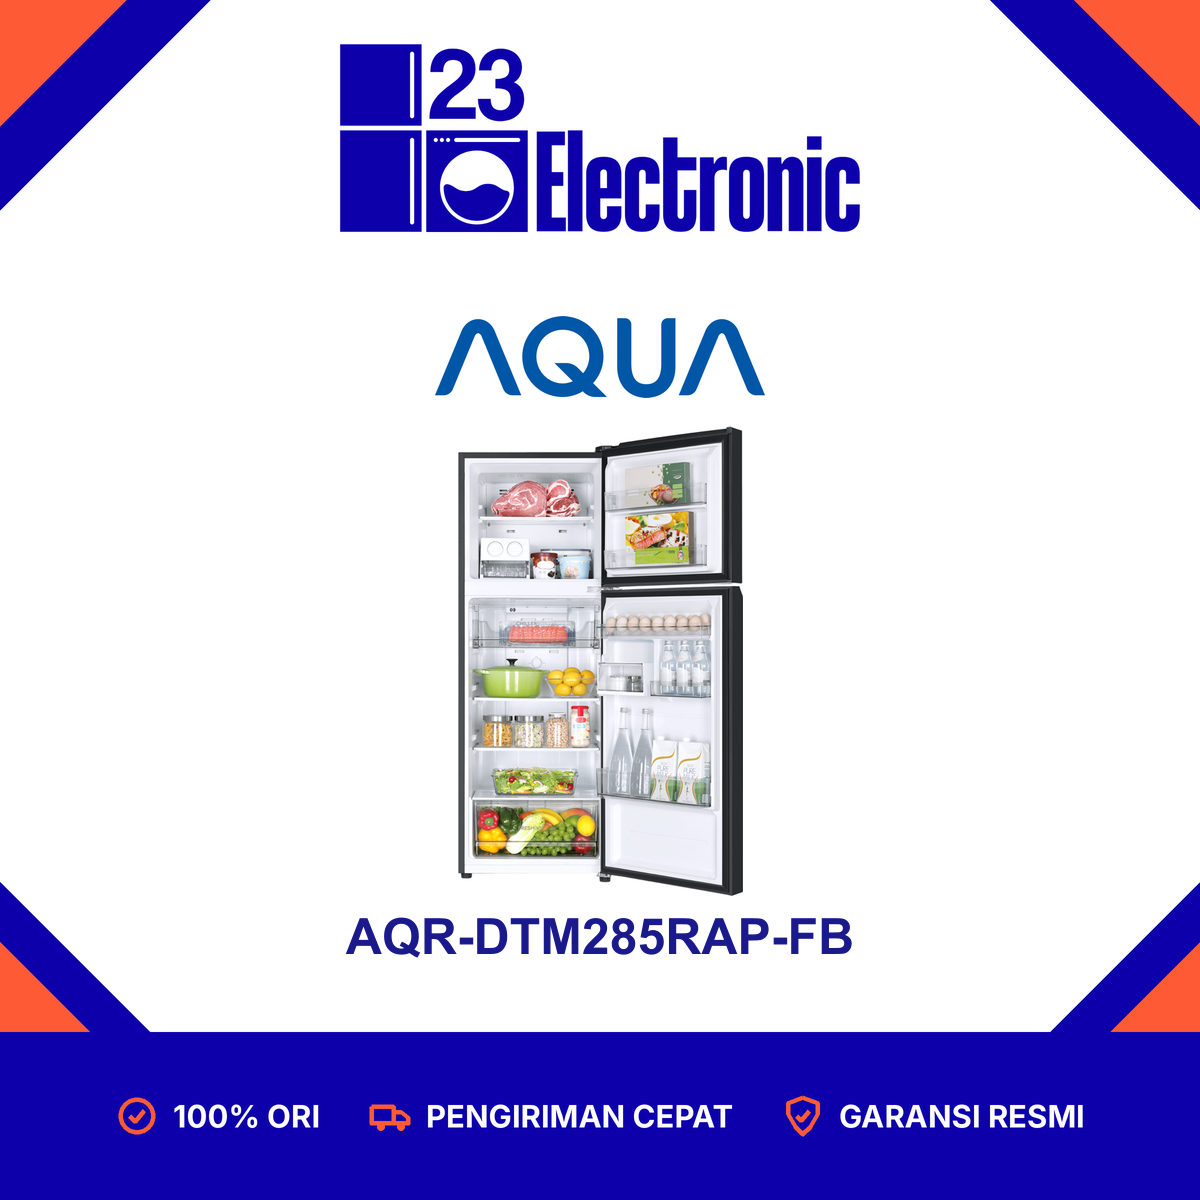 23
Electronic
AQUA
AQR-DTM285RAP-FB
100% ORI
PENGIRIMAN CEPAT
GARANSI RESMI